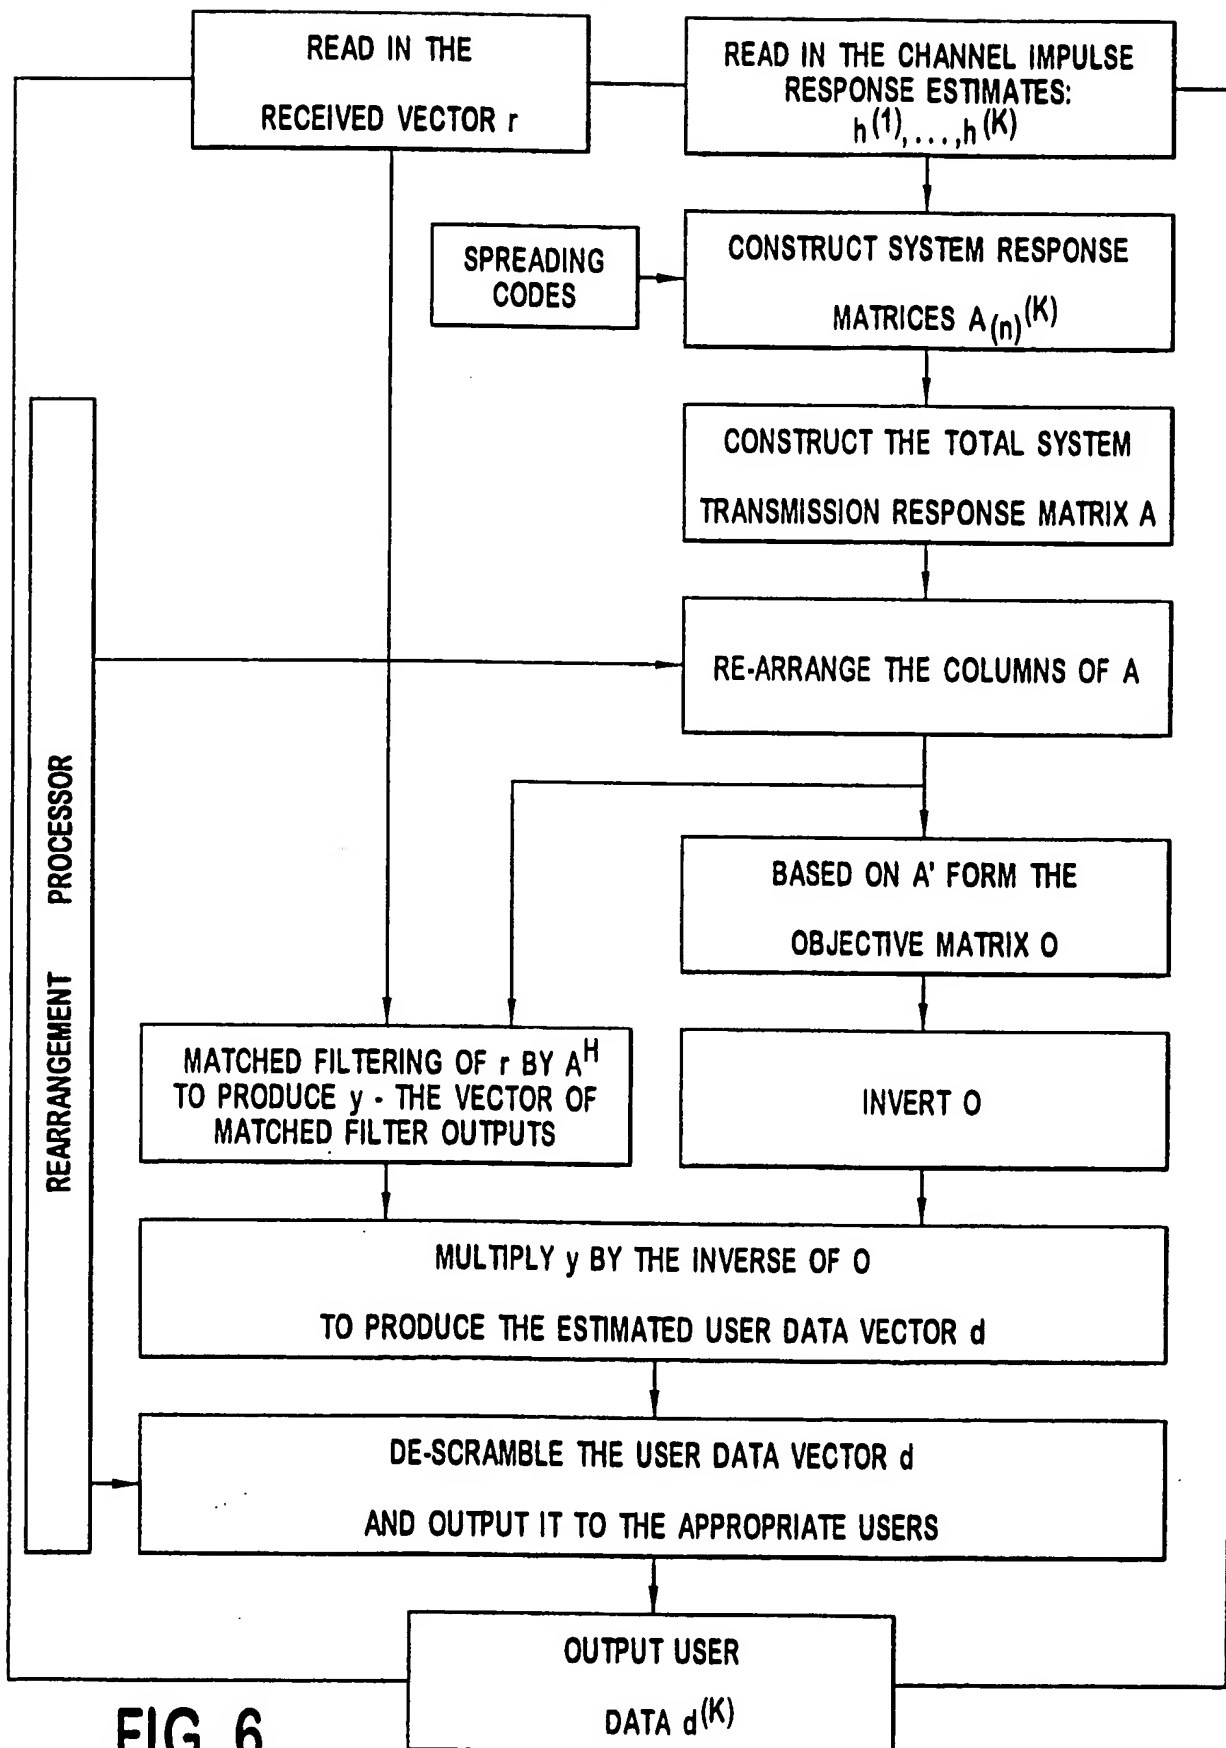 READ IN THE
RECEIVED VECTOR r
READ IN THE CHANNEL IMPULSE
RESPONSE ESTIMATES:
h(1),...,h(K)
SPREADING
CODES
CONSTRUCT SYSTEM RESPONSE
MATRICES A(n)(K)
CONSTRUCT THE TOTAL SYSTEM
TRANSMISSION RESPONSE MATRIX A
RE-ARRANGE THE COLUMNS OF A
REARRANGEMENT PROCESSOR
BASED ON A' FORM THE
OBJECTIVE MATRIX O
MATCHED FILTERING OF r BY AH
TO PRODUCE y - THE VECTOR OF
MATCHED FILTER OUTPUTS
INVERT O
MULTIPLY y BY THE INVERSE OF O
TO PRODUCE THE ESTIMATED USER DATA VECTOR d
DE-SCRAMBLE THE USER DATA VECTOR d
AND OUTPUT IT TO THE APPROPRIATE USERS
OUTPUT USER
DATA d(K)
FIG. 6